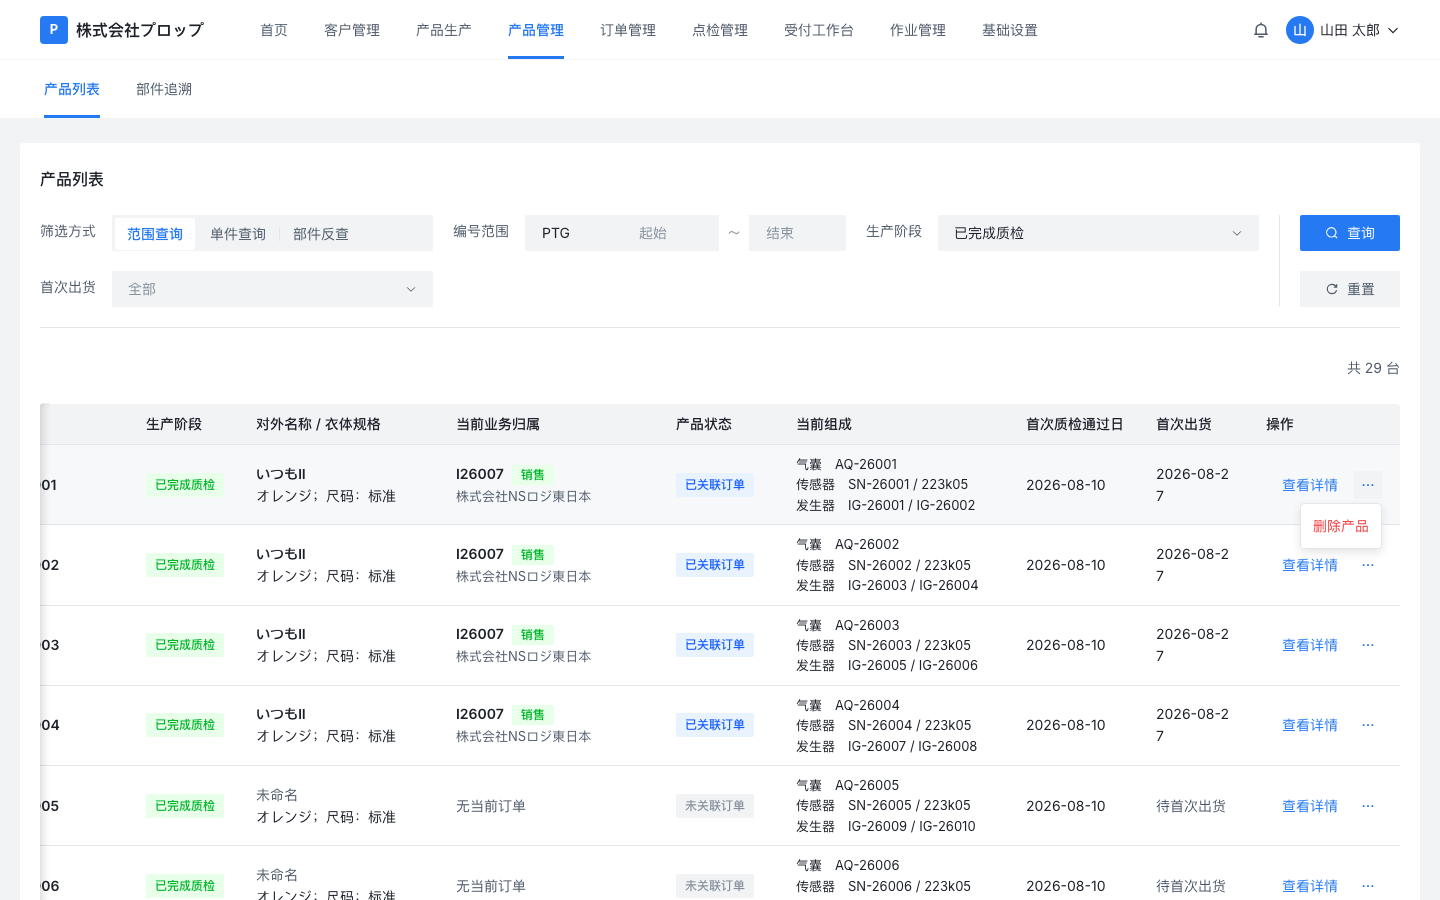 P 株式会社プロップ 首页 客户管理 产品生产 产品管理 订单管理 点检管理 受付工作台 作业管理 基础设置 山 山田 太郎
产品列表 部件追溯
产品列表
筛选方式 范围查询 单件查询 部件反查 编号范围 PTG 起始 ~ 结束 生产阶段 已完成质检 查询
首次出货 全部 重置
共 29 台
生产阶段 对外名称 / 衣体规格 当前业务归属 产品状态 当前组成 首次质检通过日 首次出货 操作
01 已完成质检 いつもII I26007 销售 已关联订单 气囊 AQ-26001 2026-08-10 2026-08-2 查看详情 ···
オレンジ；尺码：标准 株式会社NSロジ東日本 传感器 SN-26001 / 223k05 7
发生器 IG-26001 / IG-26002
删除产品
02 已完成质检 いつもII I26007 销售 已关联订单 气囊 AQ-26002 2026-08-10 2026-08-2 查看详情 ···
オレンジ；尺码：标准 株式会社NSロジ東日本 传感器 SN-26002 / 223k05 7
发生器 IG-26003 / IG-26004
03 已完成质检 いつもII I26007 销售 已关联订单 气囊 AQ-26003 2026-08-10 2026-08-2 查看详情 ···
オレンジ；尺码：标准 株式会社NSロジ東日本 传感器 SN-26003 / 223k05 7
发生器 IG-26005 / IG-26006
04 已完成质检 いつもII I26007 销售 已关联订单 气囊 AQ-26004 2026-08-10 2026-08-2 查看详情 ···
オレンジ；尺码：标准 株式会社NSロジ東日本 传感器 SN-26004 / 223k05 7
发生器 IG-26007 / IG-26008
05 已完成质检 未命名 无当前订单 未关联订单 气囊 AQ-26005 2026-08-10 待首次出货 查看详情 ···
オレンジ；尺码：标准 传感器 SN-26005 / 223k05
发生器 IG-26009 / IG-26010
06 已完成质检 未命名 无当前订单 未关联订单 气囊 AQ-26006 2026-08-10 待首次出货 查看详情 ···
オレンジ；尺码：标准 传感器 SN-26006 / 223k05